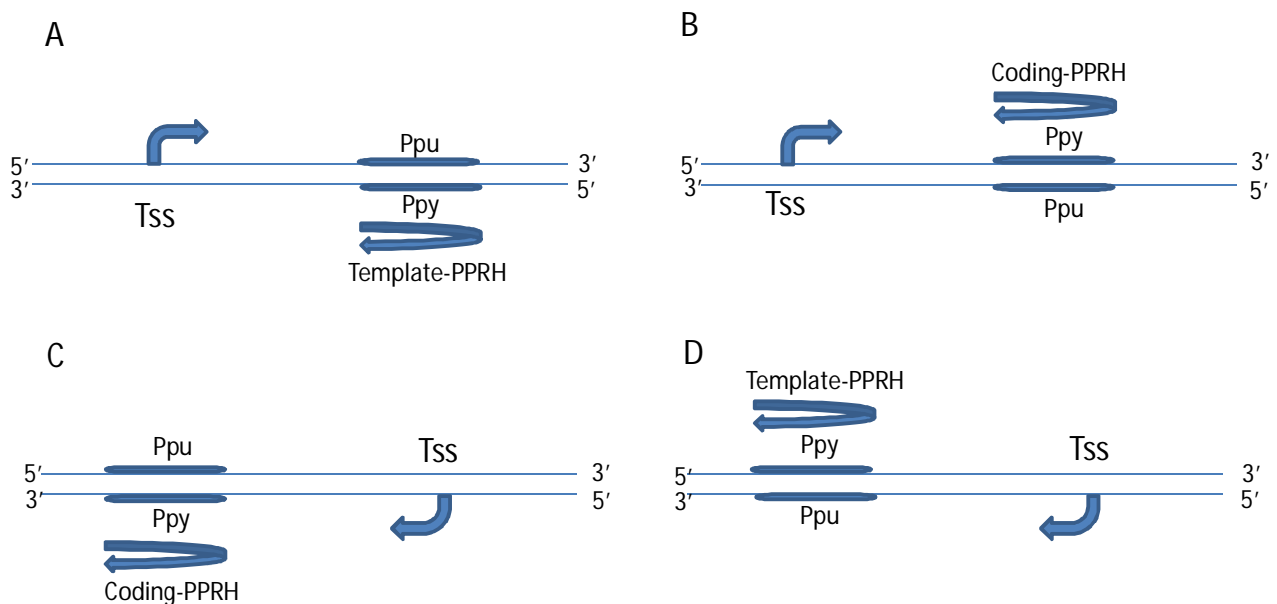 A
Ppu
5′ 3′
3′ 5′
Tss
Ppy
Template-PPRH
B
Coding-PPRH
Ppy
5′ 3′
3′ 5′
Tss
Ppu
C
Ppu
Tss
5′ 3′
3′ 5′
Ppy
Coding-PPRH
D
Template-PPRH
Ppy
Tss
5′ 3′
3′ 5′
Ppu